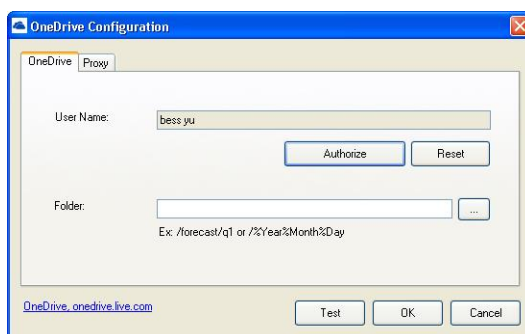 OneDrive Configuration
OneDrive Proxy
User Name: bess yu
Authorize Reset
Folder: ...
Ex: /forecast/q1 or /%Year%Month%Day
OneDrive, onedrive.live.com Test OK Cancel